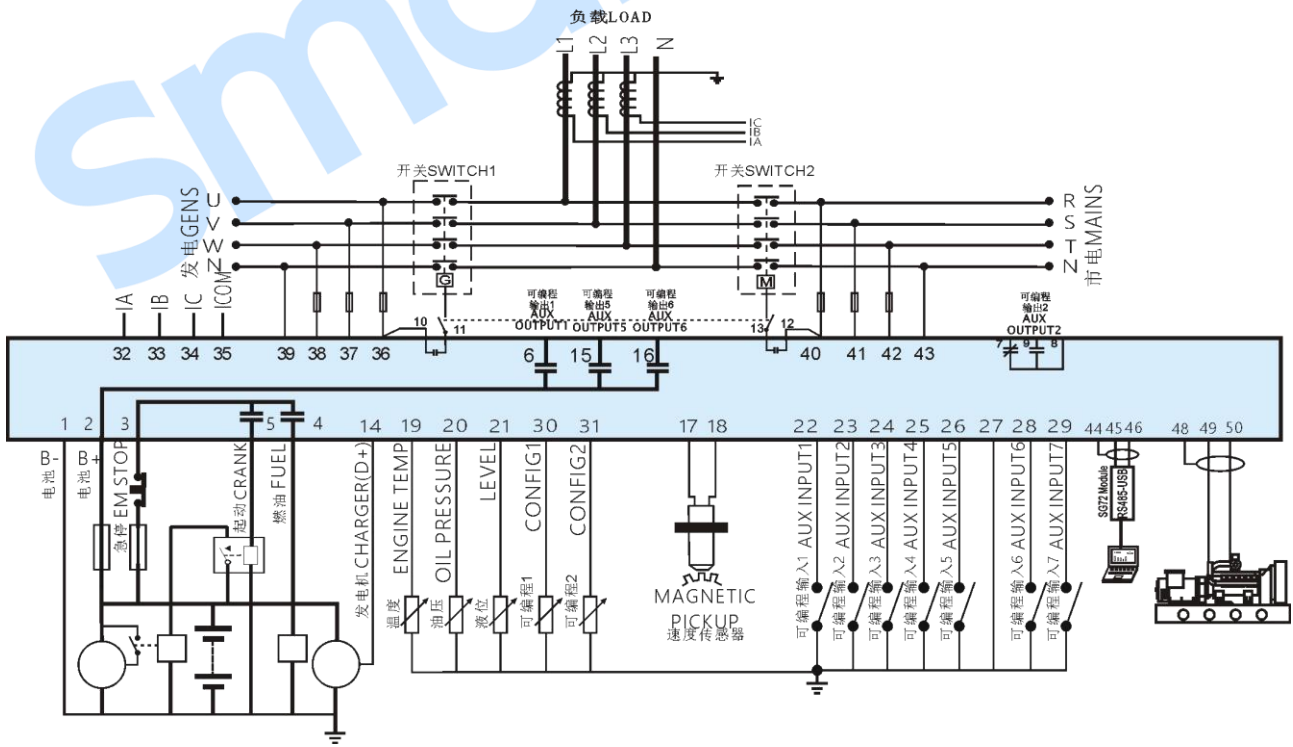 Smar
负载LOAD
L1
L2
L3
N
IC
IB
IA
开关SWITCH1
开关SWITCH2
发电GENS
U
V
W
N
R
S
T
N
市电MAINS
G
M
IA
IB
IC
ICOM
可编程
输出1
AUX
OUTPUT1
可编程
输出5
AUX
OUTPUT5
可编程
输出6
AUX
OUTPUT6
可编程
输出2
AUX
OUTPUT2
10
11
13
12
32
33
34
35
39
38
37
36
6
15
16
40
41
42
43
7
9
8
1
2
3
5
4
14
19
20
21
30
31
17
18
22
23
24
25
26
27
28
29
44
45
46
48
49
50
B-
电池
B+
电池
急停 EM STOP
起动CRANK
燃油 FUEL
发电机 CHARGER(D+)
温度 ENGINE TEMP
油压 OIL PRESSURE
液位 LEVEL
可编程1 CONFIG1
可编程2 CONFIG2
MAGNETIC
PICKUP
速度传感器
可编程输入1 AUX INPUT1
可编程输入2 AUX INPUT2
可编程输入3 AUX INPUT3
可编程输入4 AUX INPUT4
可编程输入5 AUX INPUT5
可编程输入6 AUX INPUT6
可编程输入7 AUX INPUT7
SG72 Module
RS485-USB